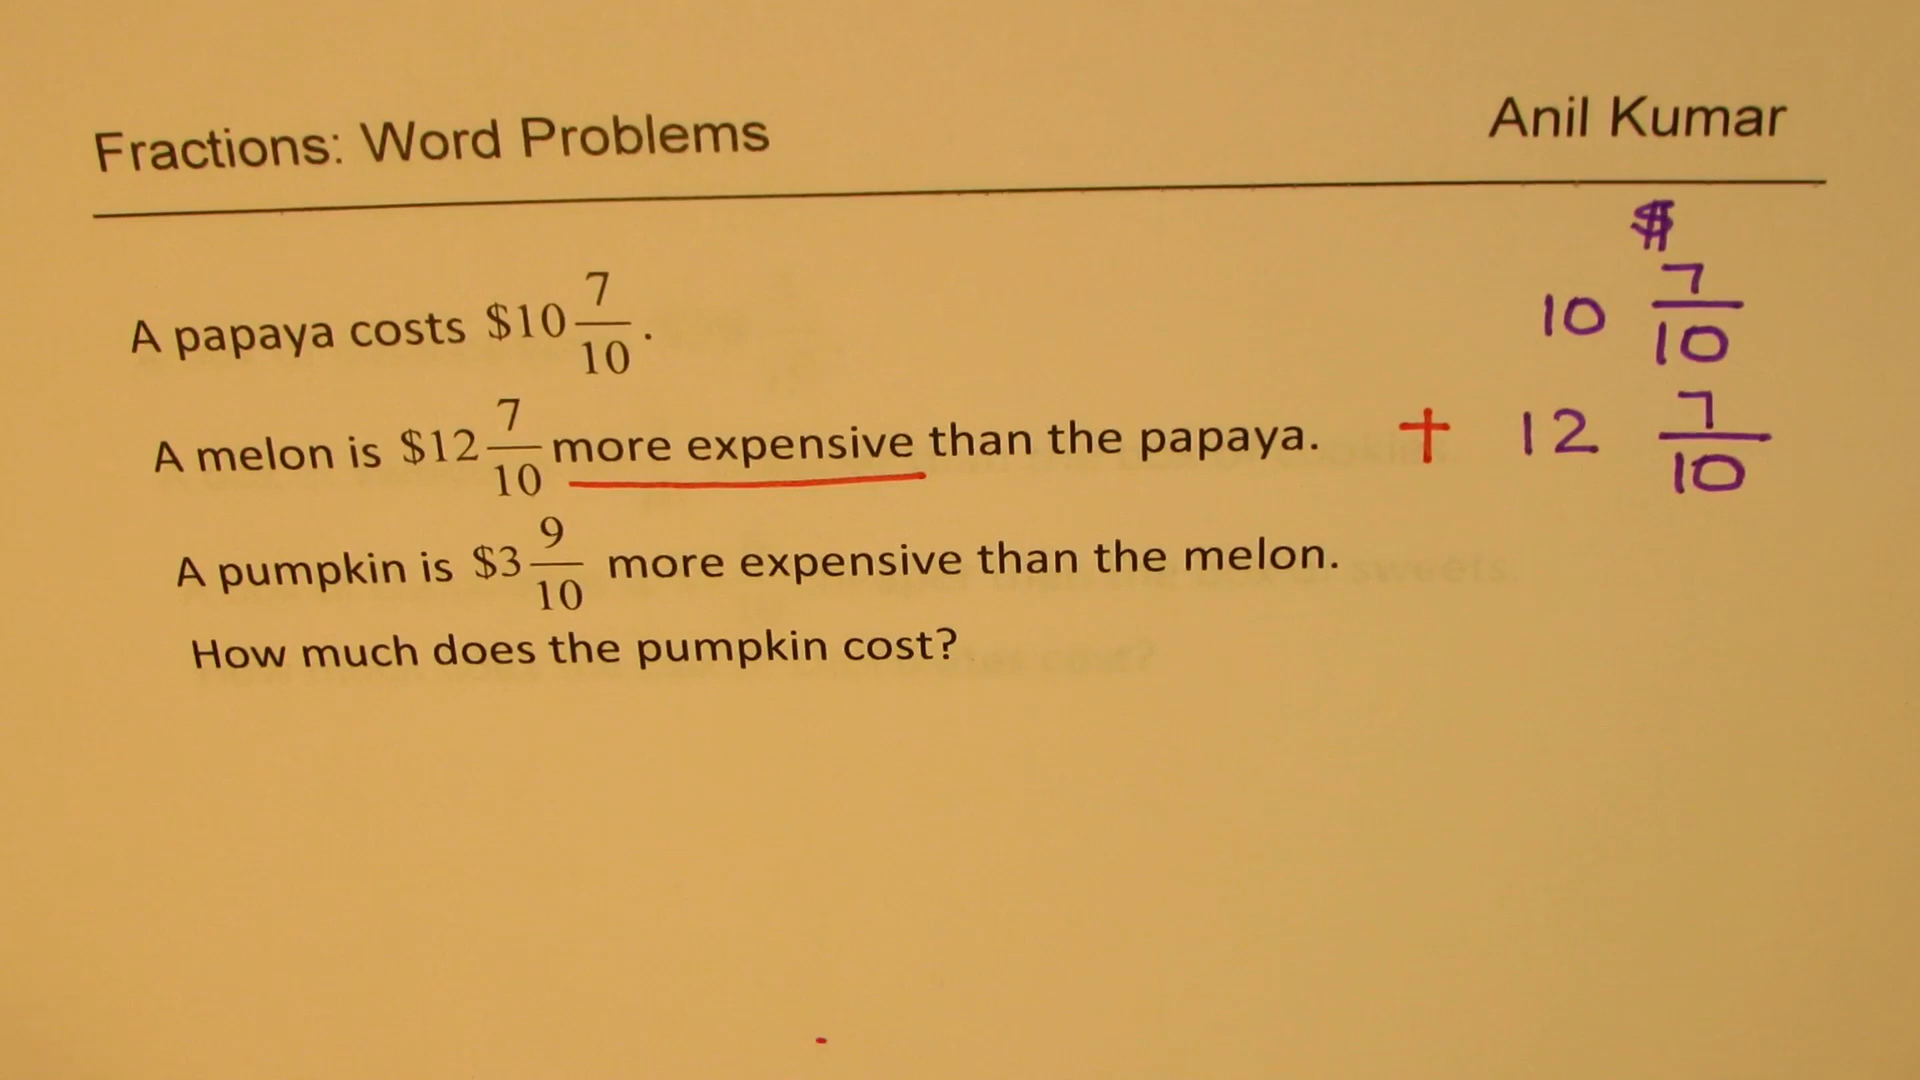 Fractions: Word Problems
Anil Kumar
$
A papaya costs $10 7/10.
10 7/10
A melon is $12 7/10 more expensive than the papaya.
+ 12 7/10
A pumpkin is $3 9/10 more expensive than the melon.
How much does the pumpkin cost?